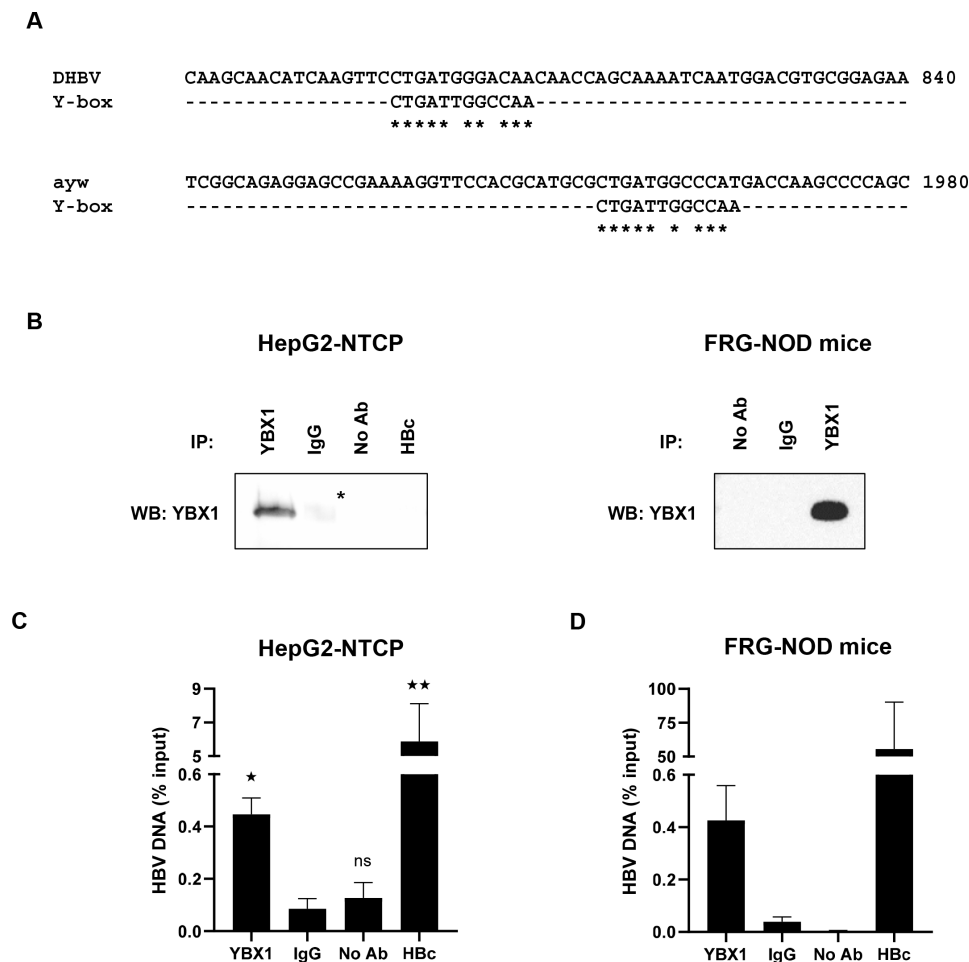 A
DHBV CAAGCAACATCAAGTTCCTGATGGGACAACAACCAGCAAAATCAATGGACGTGCGGAGAA 840
Y-box -----------------CTGATTGGCCAA-------------------------------
***** ** ***
ayw TCGGCAGAGGAGCCGAAAAGGTTCCACGCATGCGCTGATGGCCCATGACCAAGCCCCAGC 1980
Y-box ----------------------------------CTGATTGGCCAA--------------
***** * ***
B
HepG2-NTCP FRG-NOD mice
IP: YBX1 IgG No Ab HBc
IP: No Ab IgG YBX1
WB: YBX1 *
WB: YBX1
C
HepG2-NTCP
HBV DNA (% input)
9
7
5
0.6
0.4
0.2
0.0
★ ns ★★
YBX1 IgG No Ab HBc
D
FRG-NOD mice
HBV DNA (% input)
100
75
50
0.6
0.4
0.2
0.0
YBX1 IgG No Ab HBc